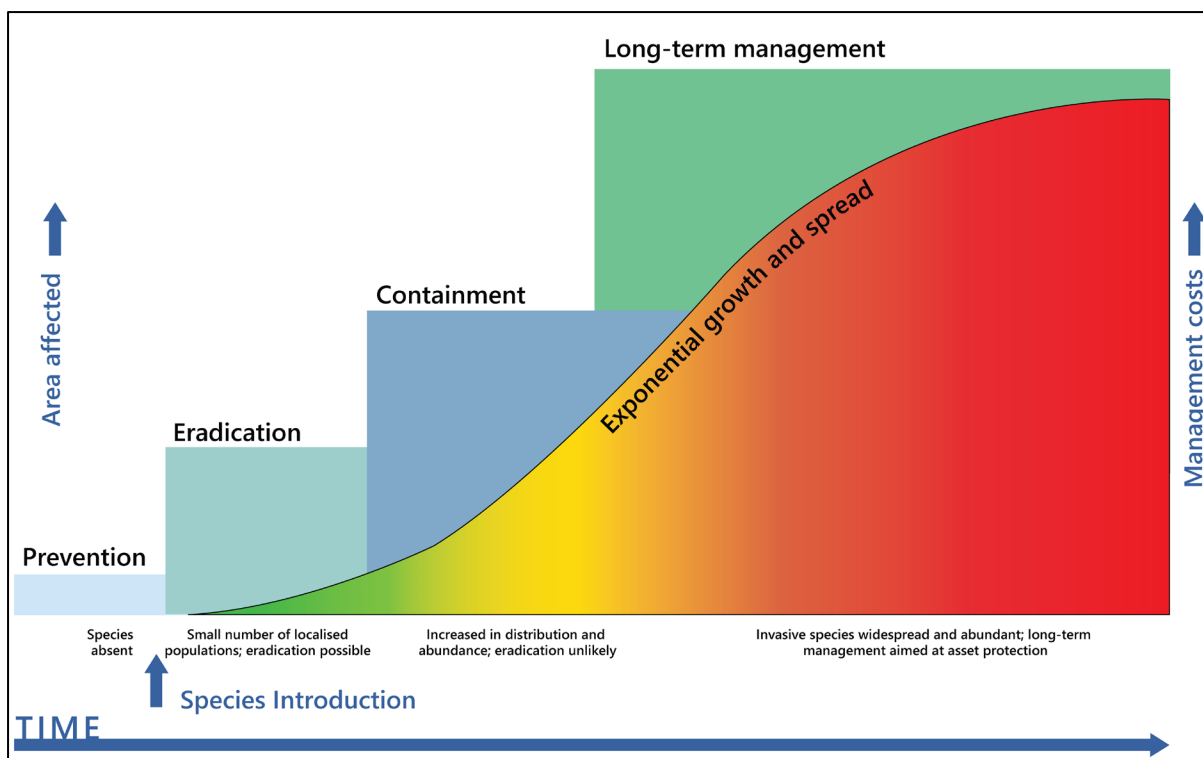 Long-term management
Containment
Eradication
Prevention
Area affected
Exponential growth and spread
Management costs
Species
absent
Small number of localised
populations; eradication possible
Increased in distribution and
abundance; eradication unlikely
Invasive species widespread and abundant; long-term
management aimed at asset protection
Species Introduction
TIME